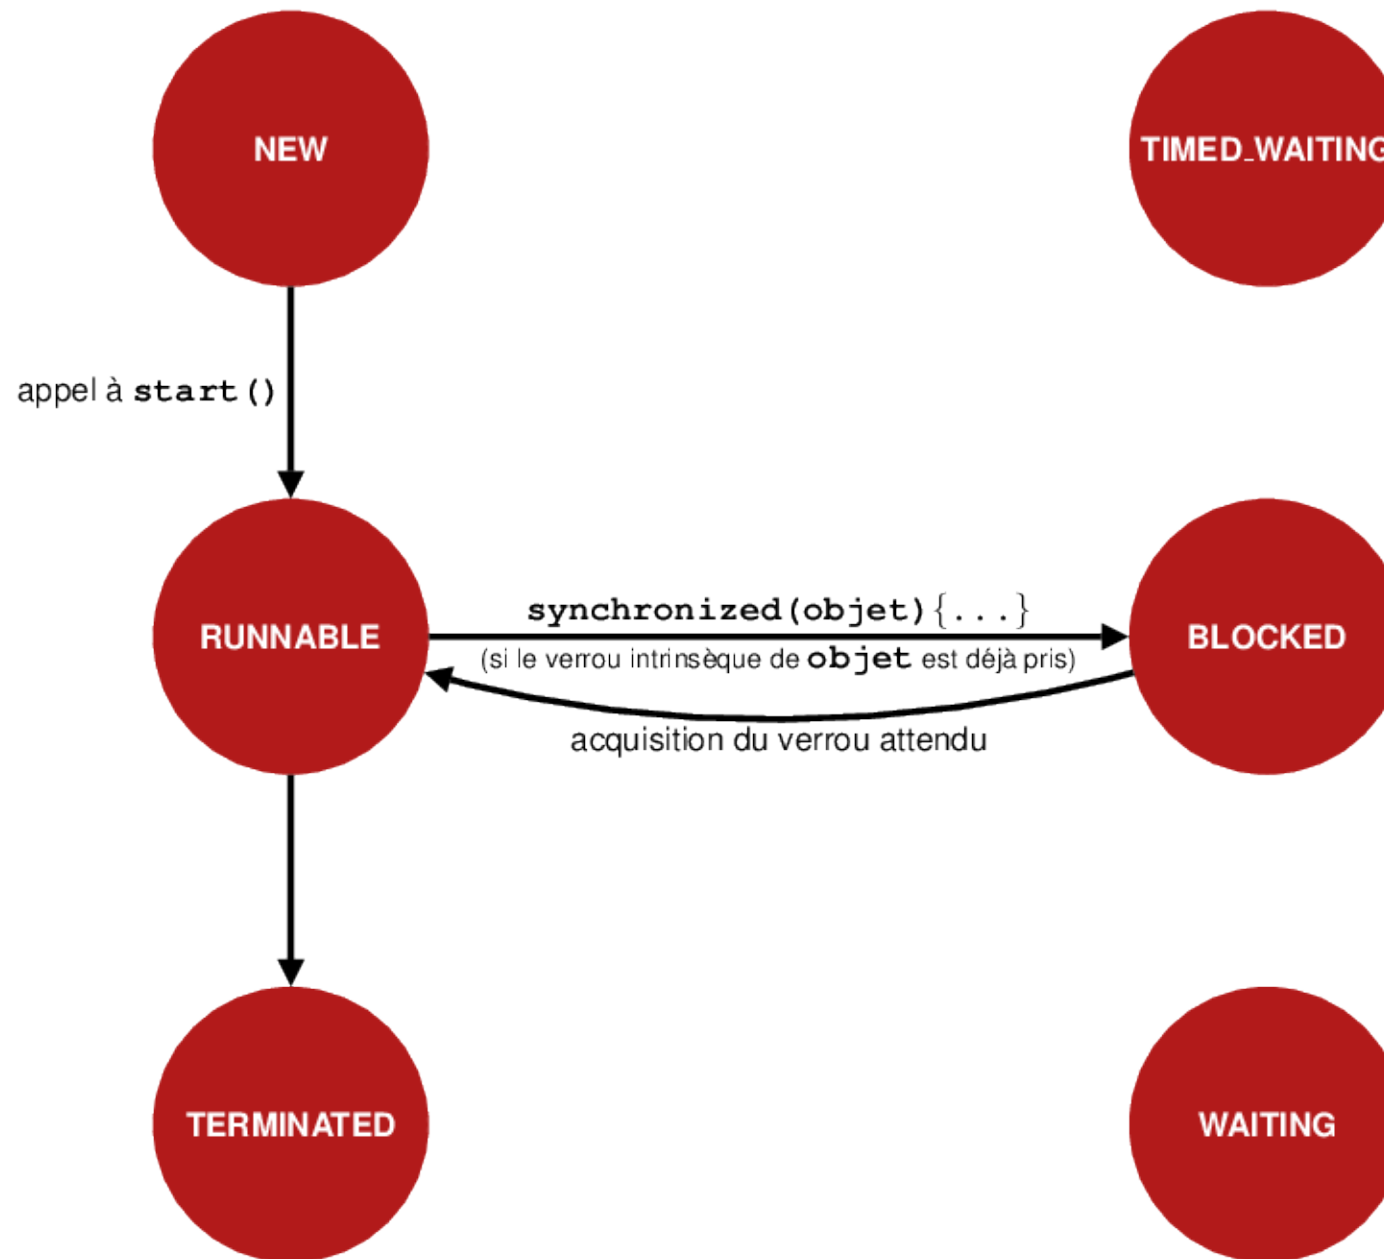 NEW
TIMED_WAITING
appel à start()
synchronized(objet){...}
RUNNABLE
BLOCKED
(si le verrou intrinsèque de objet est déjà pris)
acquisition du verrou attendu
TERMINATED
WAITING